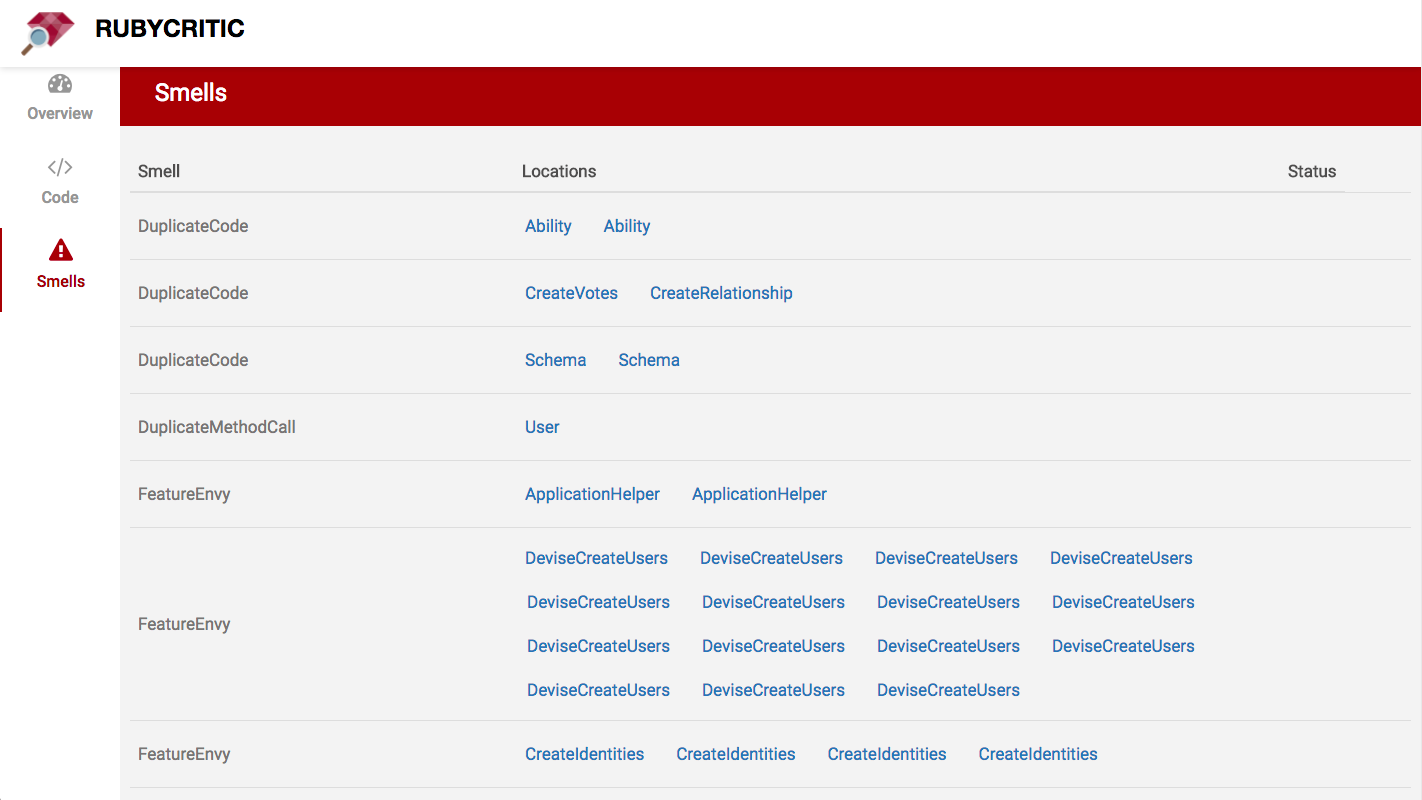 RUBYCRITIC
Overview
Code
Smells
Smells
Smell Locations Status
DuplicateCode Ability Ability
DuplicateCode CreateVotes CreateRelationship
DuplicateCode Schema Schema
DuplicateMethodCall User
FeatureEnvy ApplicationHelper ApplicationHelper
FeatureEnvy
DeviseCreateUsers DeviseCreateUsers DeviseCreateUsers DeviseCreateUsers
DeviseCreateUsers DeviseCreateUsers DeviseCreateUsers DeviseCreateUsers
DeviseCreateUsers DeviseCreateUsers DeviseCreateUsers DeviseCreateUsers
DeviseCreateUsers DeviseCreateUsers DeviseCreateUsers
FeatureEnvy CreateIdentities CreateIdentities CreateIdentities CreateIdentities